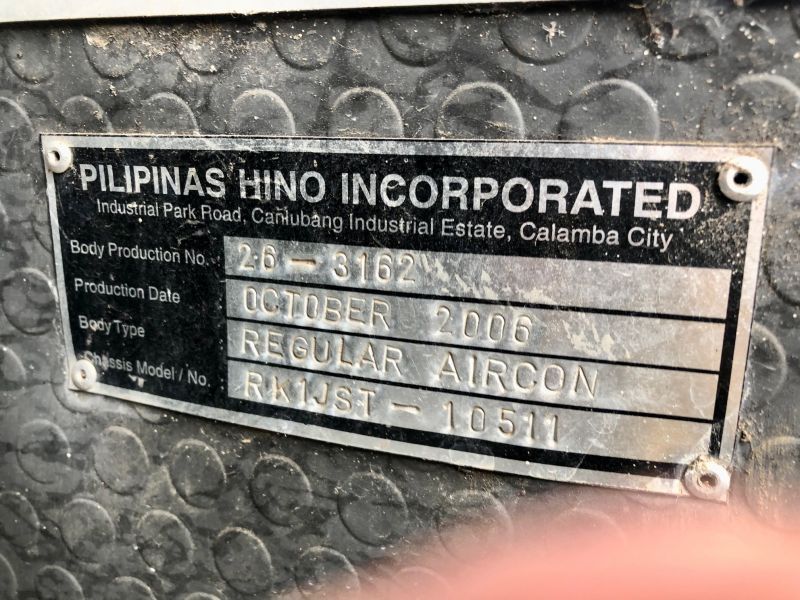 PILIPINAS HINO INCORPORATED
Industrial Park Road, Canlubang Industrial Estate, Calamba City
Body Production No. 26-3162
Production Date OCTOBER 2006
Body Type REGULAR AIRCON
Chassis Model / No. RK1JST-10511